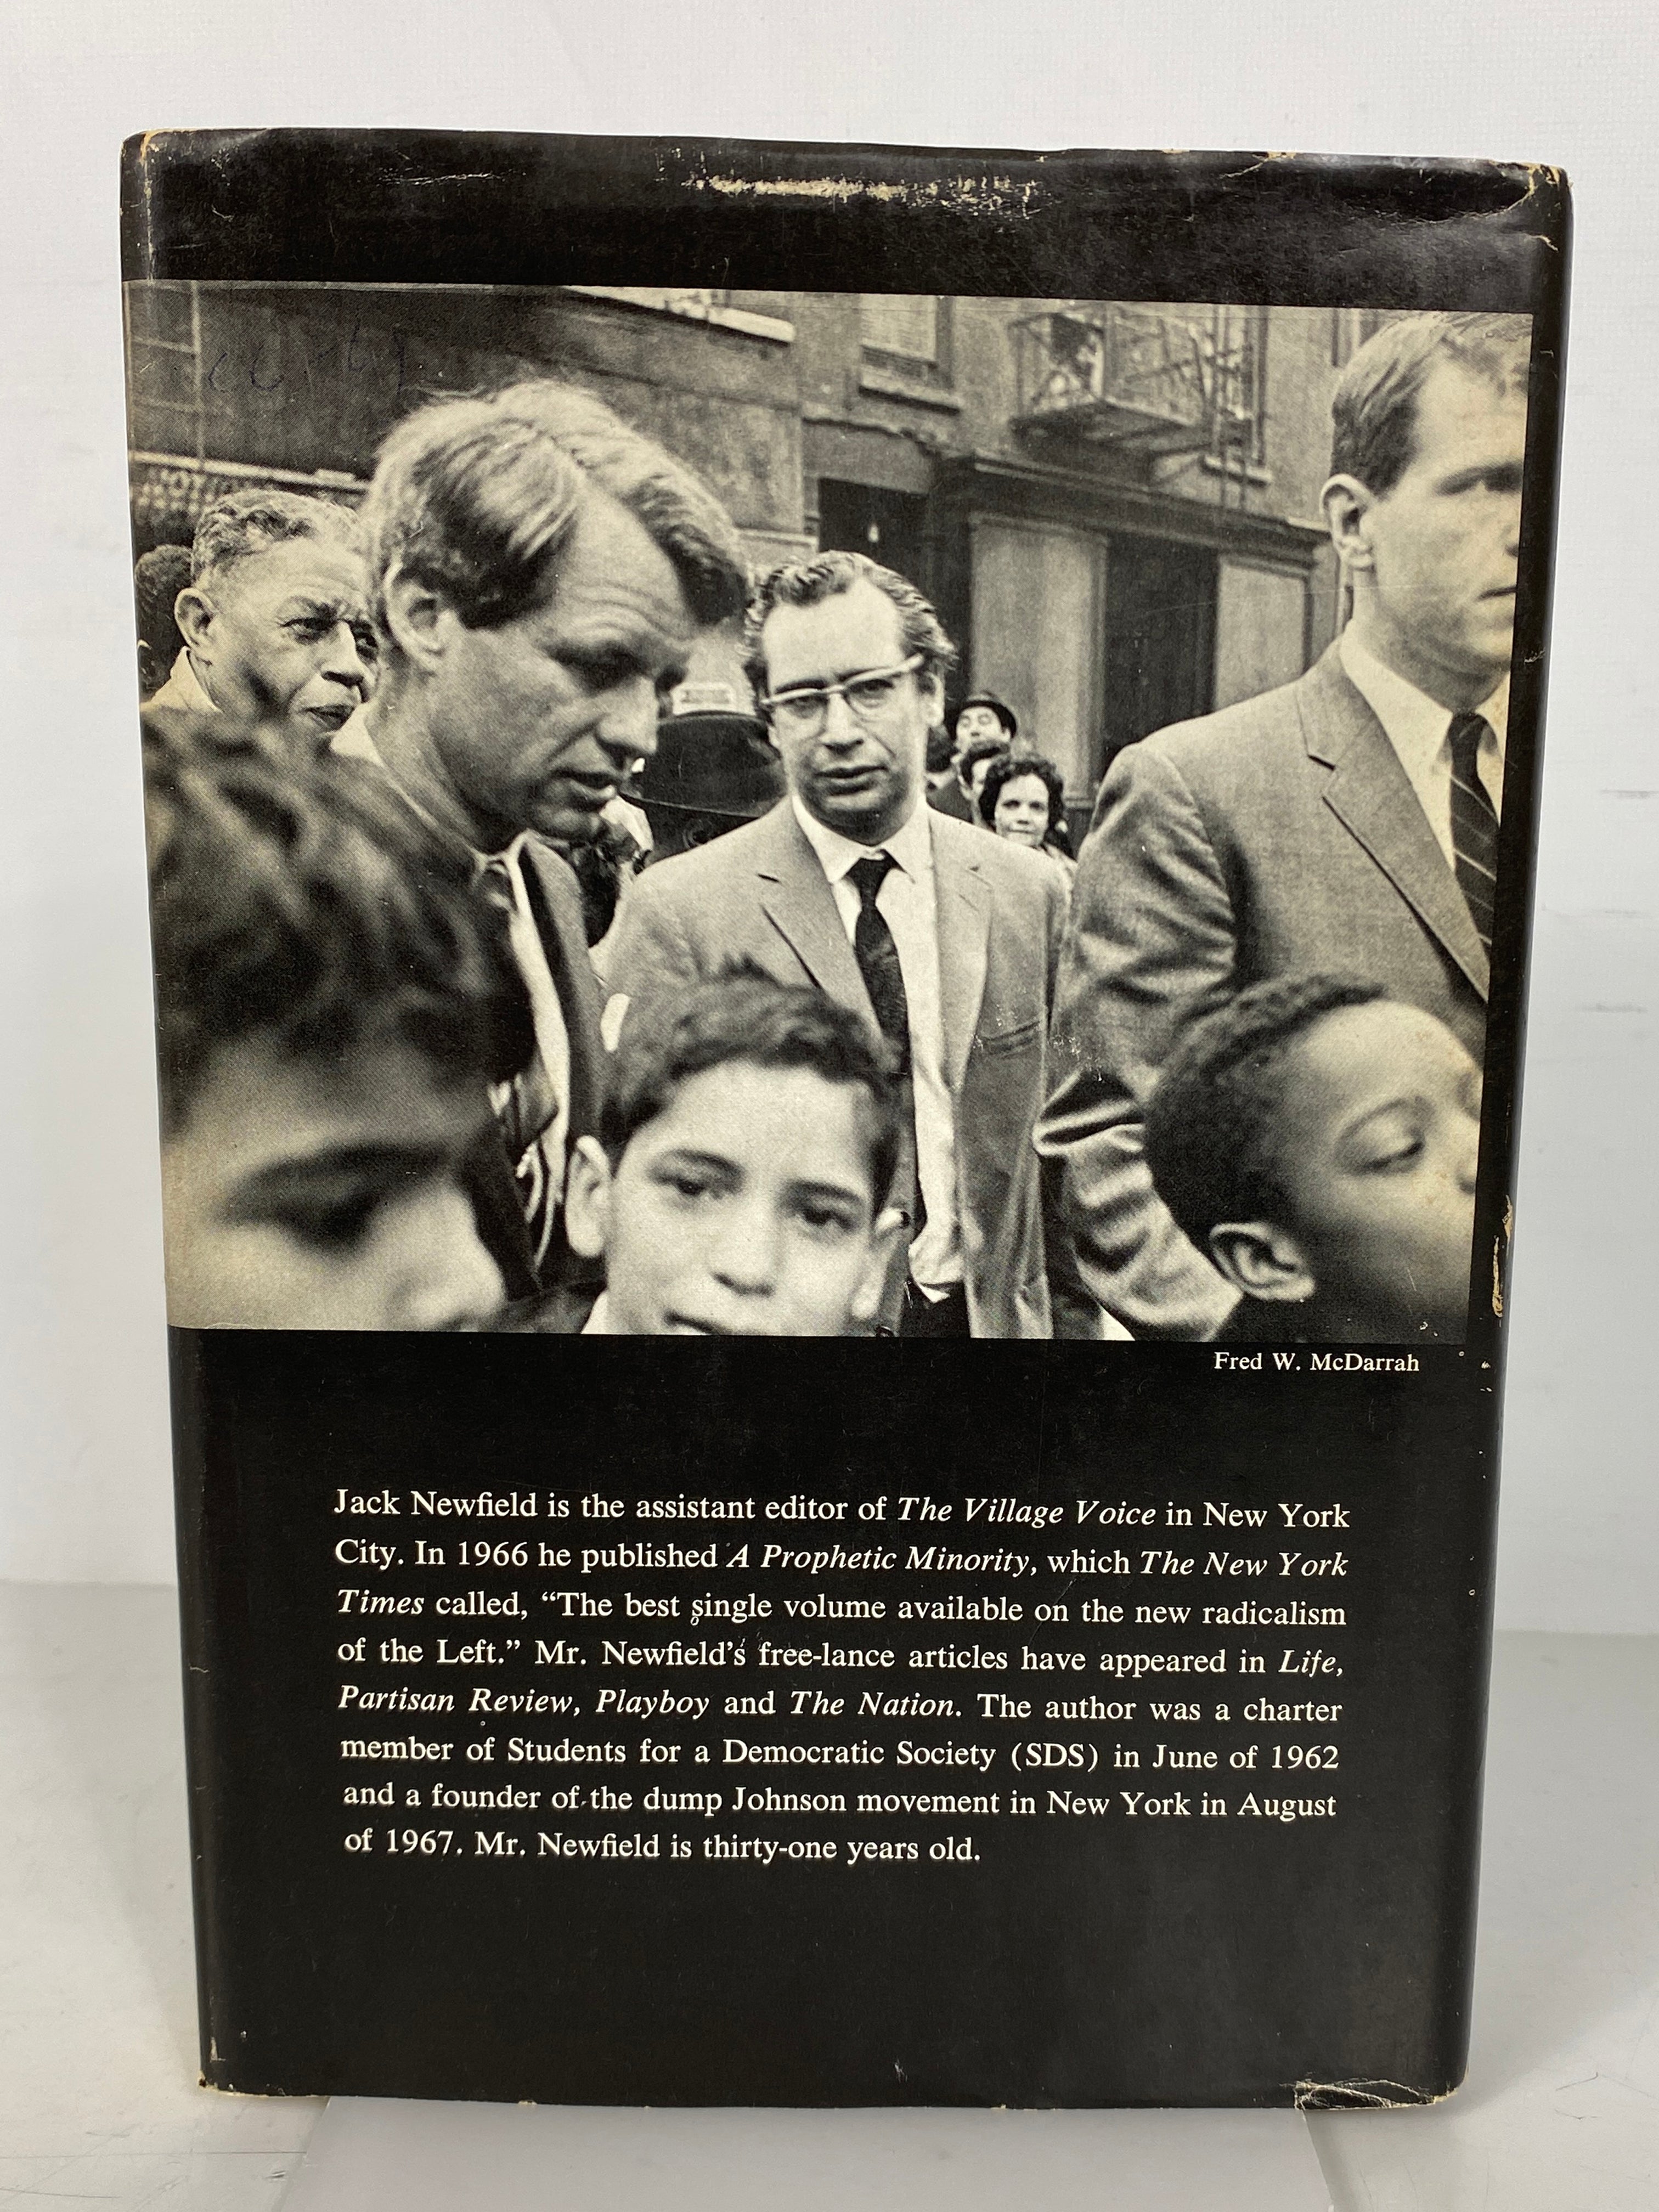 Fred W. McDarrah
Jack Newfield is the assistant editor of The Village Voice in New York
City. In 1966 he published A Prophetic Minority, which The New York
Times called, “The best single volume available on the new radicalism
of the Left.” Mr. Newfield's free-lance articles have appeared in Life,
Partisan Review, Playboy and The Nation. The author was a charter
member of Students for a Democratic Society (SDS) in June of 1962
and a founder of the dump Johnson movement in New York in August
of 1967. Mr. Newfield is thirty-one years old.